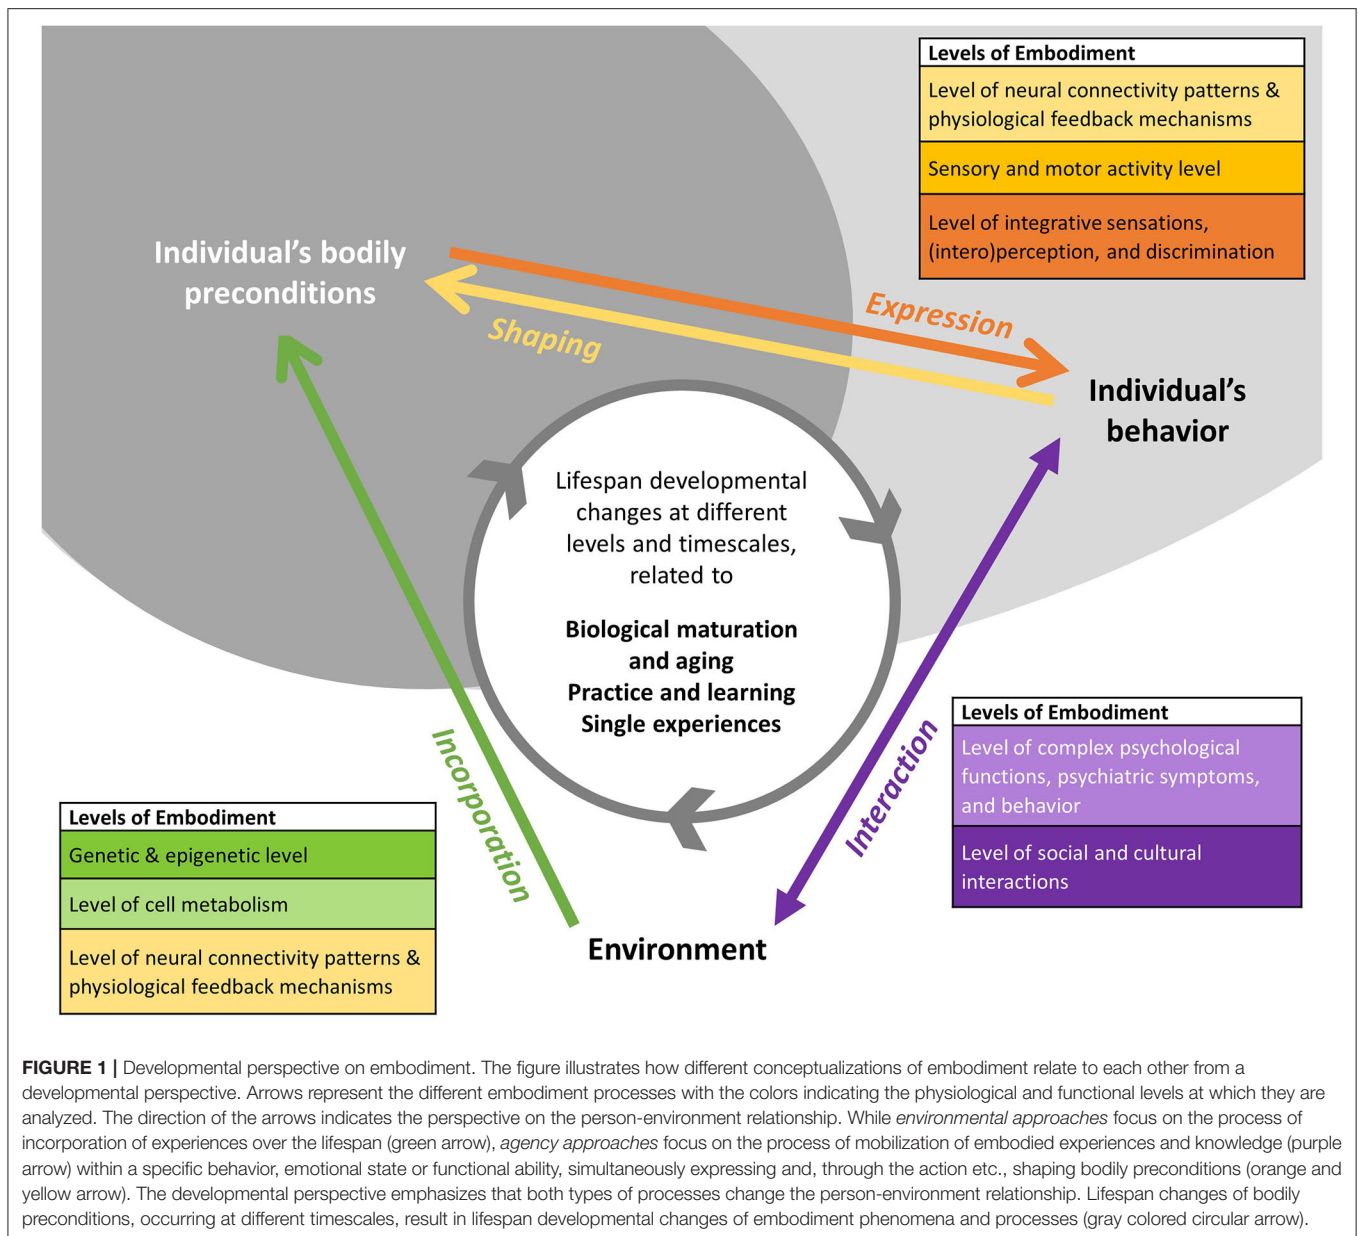 Levels of Embodiment
Level of neural connectivity patterns &
physiological feedback mechanisms
Sensory and motor activity level
Level of integrative sensations,
(intero)perception, and discrimination
Individual’s bodily
preconditions
Expression
Shaping
Individual’s
behavior
Lifespan developmental
changes at different
levels and timescales,
related to
Biological maturation
and aging
Practice and learning
Single experiences
Incorporation
Interaction
Levels of Embodiment
Level of complex psychological
functions, psychiatric symptoms,
and behavior
Level of social and cultural
interactions
Levels of Embodiment
Genetic & epigenetic level
Level of cell metabolism
Level of neural connectivity patterns &
physiological feedback mechanisms
Environment
FIGURE 1 | Developmental perspective on embodiment. The figure illustrates how different conceptualizations of embodiment relate to each other from a
developmental perspective. Arrows represent the different embodiment processes with the colors indicating the physiological and functional levels at which they are
analyzed. The direction of the arrows indicates the perspective on the person-environment relationship. While environmental approaches focus on the process of
incorporation of experiences over the lifespan (green arrow), agency approaches focus on the process of mobilization of embodied experiences and knowledge (purple
arrow) within a specific behavior, emotional state or functional ability, simultaneously expressing and, through the action etc., shaping bodily preconditions (orange and
yellow arrow). The developmental perspective emphasizes that both types of processes change the person-environment relationship. Lifespan changes of bodily
preconditions, occurring at different timescales, result in lifespan developmental changes of embodiment phenomena and processes (gray colored circular arrow).